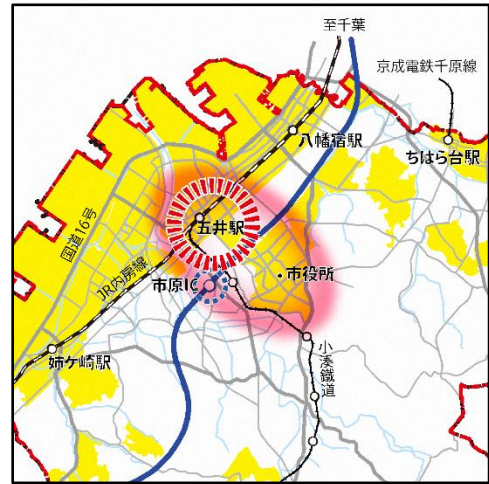 至千葉
京成電鉄千原線
八幡宿駅
ちはら台駅
五井駅
国道16号
JR内房線
市原IC
市役所
姉ケ崎駅
小湊鐵道